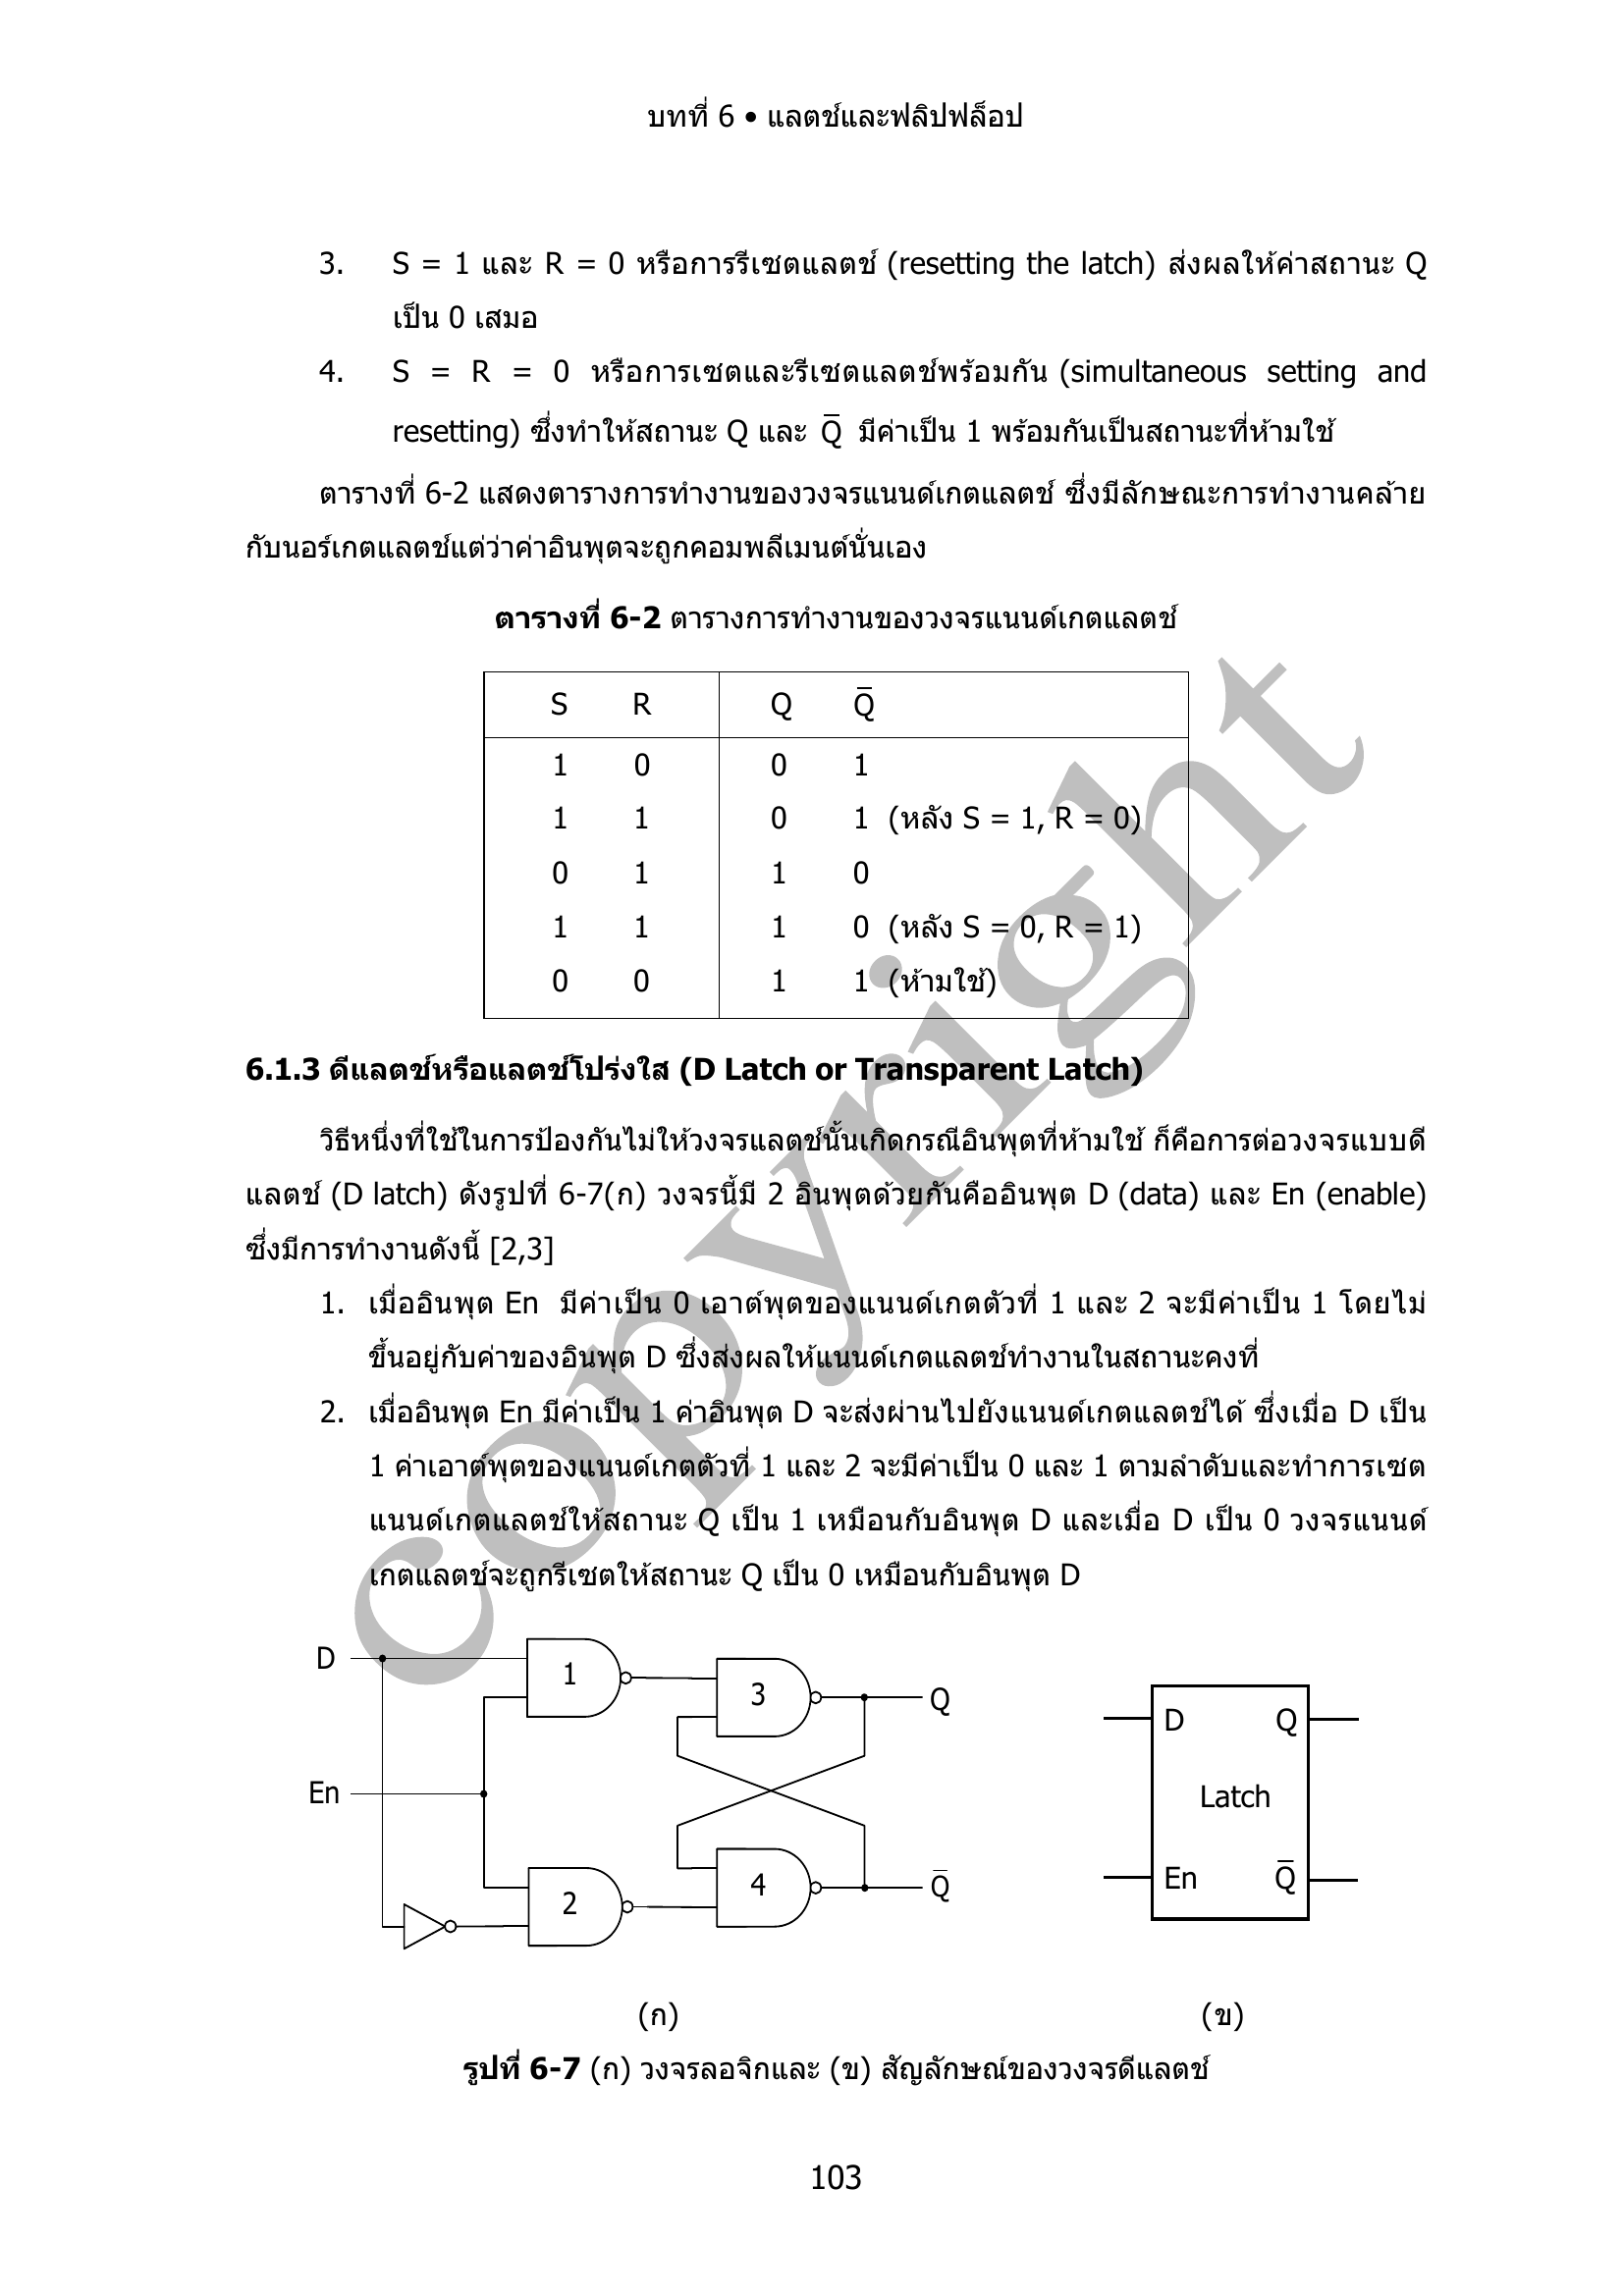 บทที่ 6 • แลตช์และฟลิปฟล็อป
3. S = 1 และ R = 0 หรือการรีเซตแลตช์ (resetting the latch) ส่งผลให้ค่าสถานะ Q
เป็น 0 เสมอ
4. S = R = 0 หรือการเซตและรีเซตแลตช์พร้อมกัน (simultaneous setting and
resetting) ซึ่งทำให้สถานะ Q และ Q̅ มีค่าเป็น 1 พร้อมกันเป็นสถานะที่ห้ามใช้
ตารางที่ 6-2 แสดงตารางการทำงานของวงจรแนนด์เกตแลตช์ ซึ่งมีลักษณะการทำงานคล้าย
กับนอร์เกตแลตช์แต่ว่าค่าอินพุตจะถูกคอมพลีเมนต์นั่นเอง
ตารางที่ 6-2 ตารางการทำงานของวงจรแนนด์เกตแลตช์
S R Q Q̅
1 0 0 1
1 1 0 1 (หลัง S = 1, R = 0)
0 1 1 0
1 1 1 0 (หลัง S = 0, R = 1)
0 0 1 1 (ห้ามใช้)
6.1.3 ดีแลตช์หรือแลตช์โปร่งใส (D Latch or Transparent Latch)
วิธีหนึ่งที่ใช้ในการป้องกันไม่ให้วงจรแลตช์นั้นเกิดกรณีอินพุตที่ห้ามใช้ ก็คือการต่อวงจรแบบดี
แลตช์ (D latch) ดังรูปที่ 6-7(ก) วงจรนี้มี 2 อินพุตด้วยกันคืออินพุต D (data) และ En (enable)
ซึ่งมีการทำงานดังนี้ [2,3]
1. เมื่ออินพุต En มีค่าเป็น 0 เอาต์พุตของแนนด์เกตตัวที่ 1 และ 2 จะมีค่าเป็น 1 โดยไม่
ขึ้นอยู่กับค่าของอินพุต D ซึ่งส่งผลให้แนนด์เกตแลตช์ทำงานในสถานะคงที่
2. เมื่ออินพุต En มีค่าเป็น 1 ค่าอินพุต D จะส่งผ่านไปยังแนนด์เกตแลตช์ได้ ซึ่งเมื่อ D เป็น
1 ค่าเอาต์พุตของแนนด์เกตตัวที่ 1 และ 2 จะมีค่าเป็น 0 และ 1 ตามลำดับและทำการเซต
แนนด์เกตแลตช์ให้สถานะ Q เป็น 1 เหมือนกับอินพุต D และเมื่อ D เป็น 0 วงจรแนนด์
เกตแลตช์จะถูกรีเซตให้สถานะ Q เป็น 0 เหมือนกับอินพุต D
copyright
D 1 3 Q
En
2 4 Q̅
D Q
Latch
En Q̅
(ก) (ข)
รูปที่ 6-7 (ก) วงจรลอจิกและ (ข) สัญลักษณ์ของวงจรดีแลตช์
103